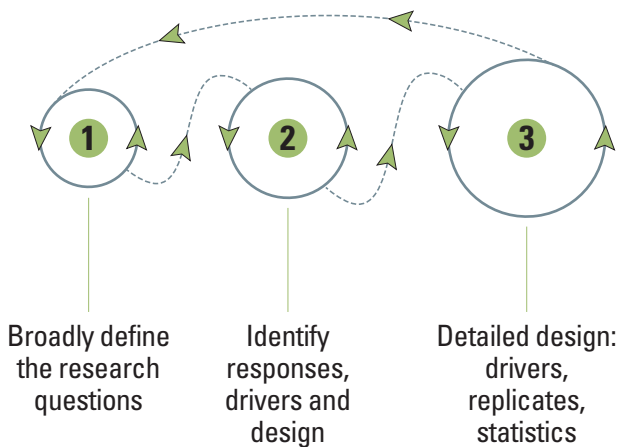 1
2
3
Broadly define
the research
questions
Identify
responses,
drivers and
design
Detailed design:
drivers,
replicates,
statistics